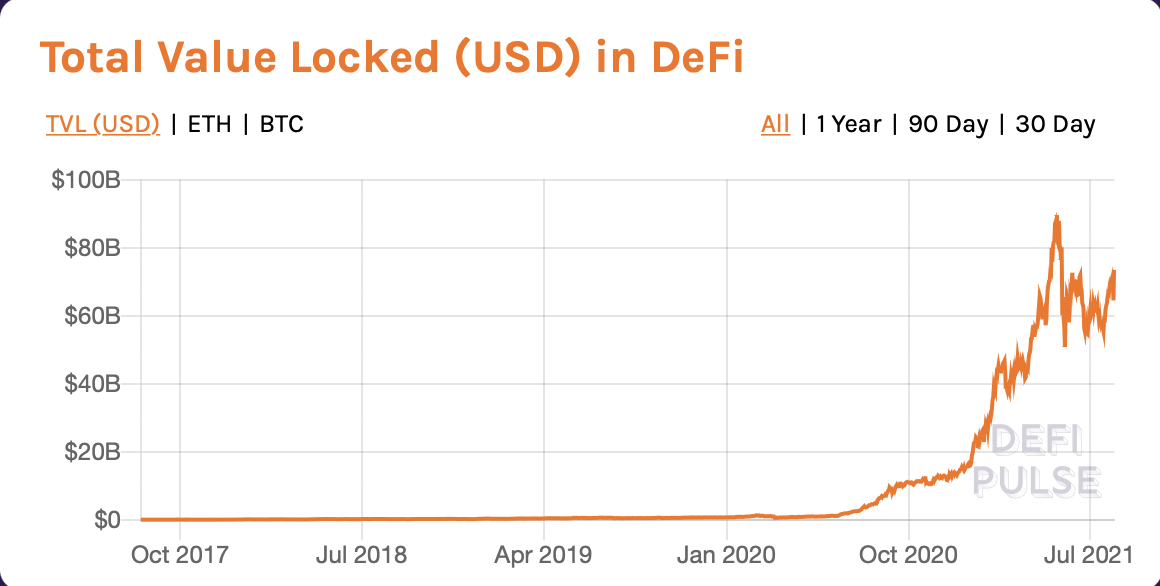 Total Value Locked (USD) in DeFi
TVL (USD) | ETH | BTC
All | 1 Year | 90 Day | 30 Day
$100B
$80B
$60B
$40B
$20B
$0
DEFI
PULSE
Oct 2017
Jul 2018
Apr 2019
Jan 2020
Oct 2020
Jul 2021